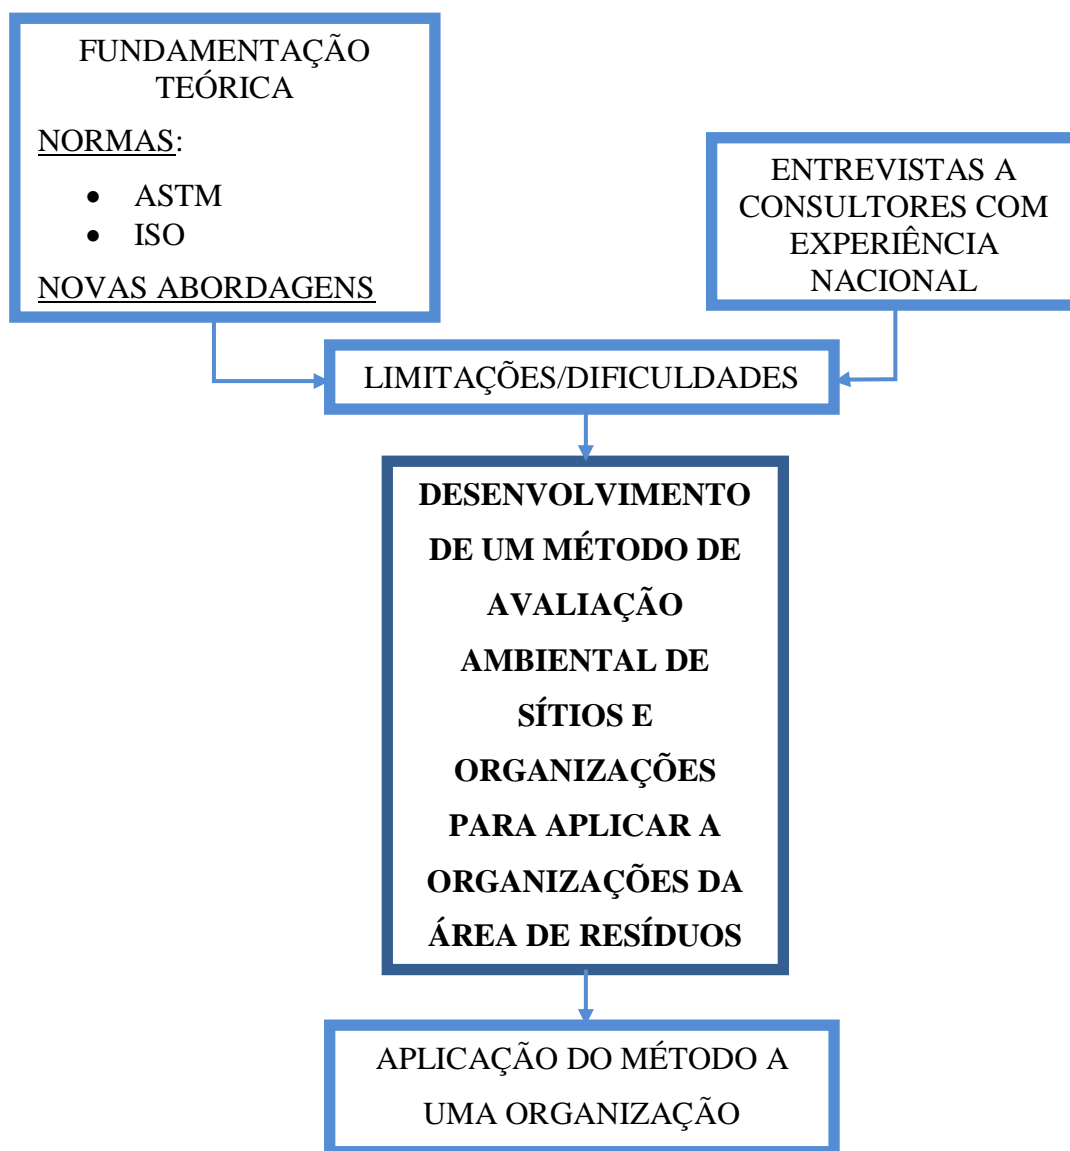 FUNDAMENTAÇÃO
TEÓRICA
NORMAS:
• ASTM
• ISO
NOVAS ABORDAGENS
ENTREVISTAS A
CONSULTORES COM
EXPERIÊNCIA
NACIONAL
LIMITAÇÕES/DIFICULDADES
DESENVOLVIMENTO
DE UM MÉTODO DE
AVALIAÇÃO
AMBIENTAL DE
SÍTIOS E
ORGANIZAÇÕES
PARA APLICAR A
ORGANIZAÇÕES DA
ÁREA DE RESÍDUOS
APLICAÇÃO DO MÉTODO A
UMA ORGANIZAÇÃO